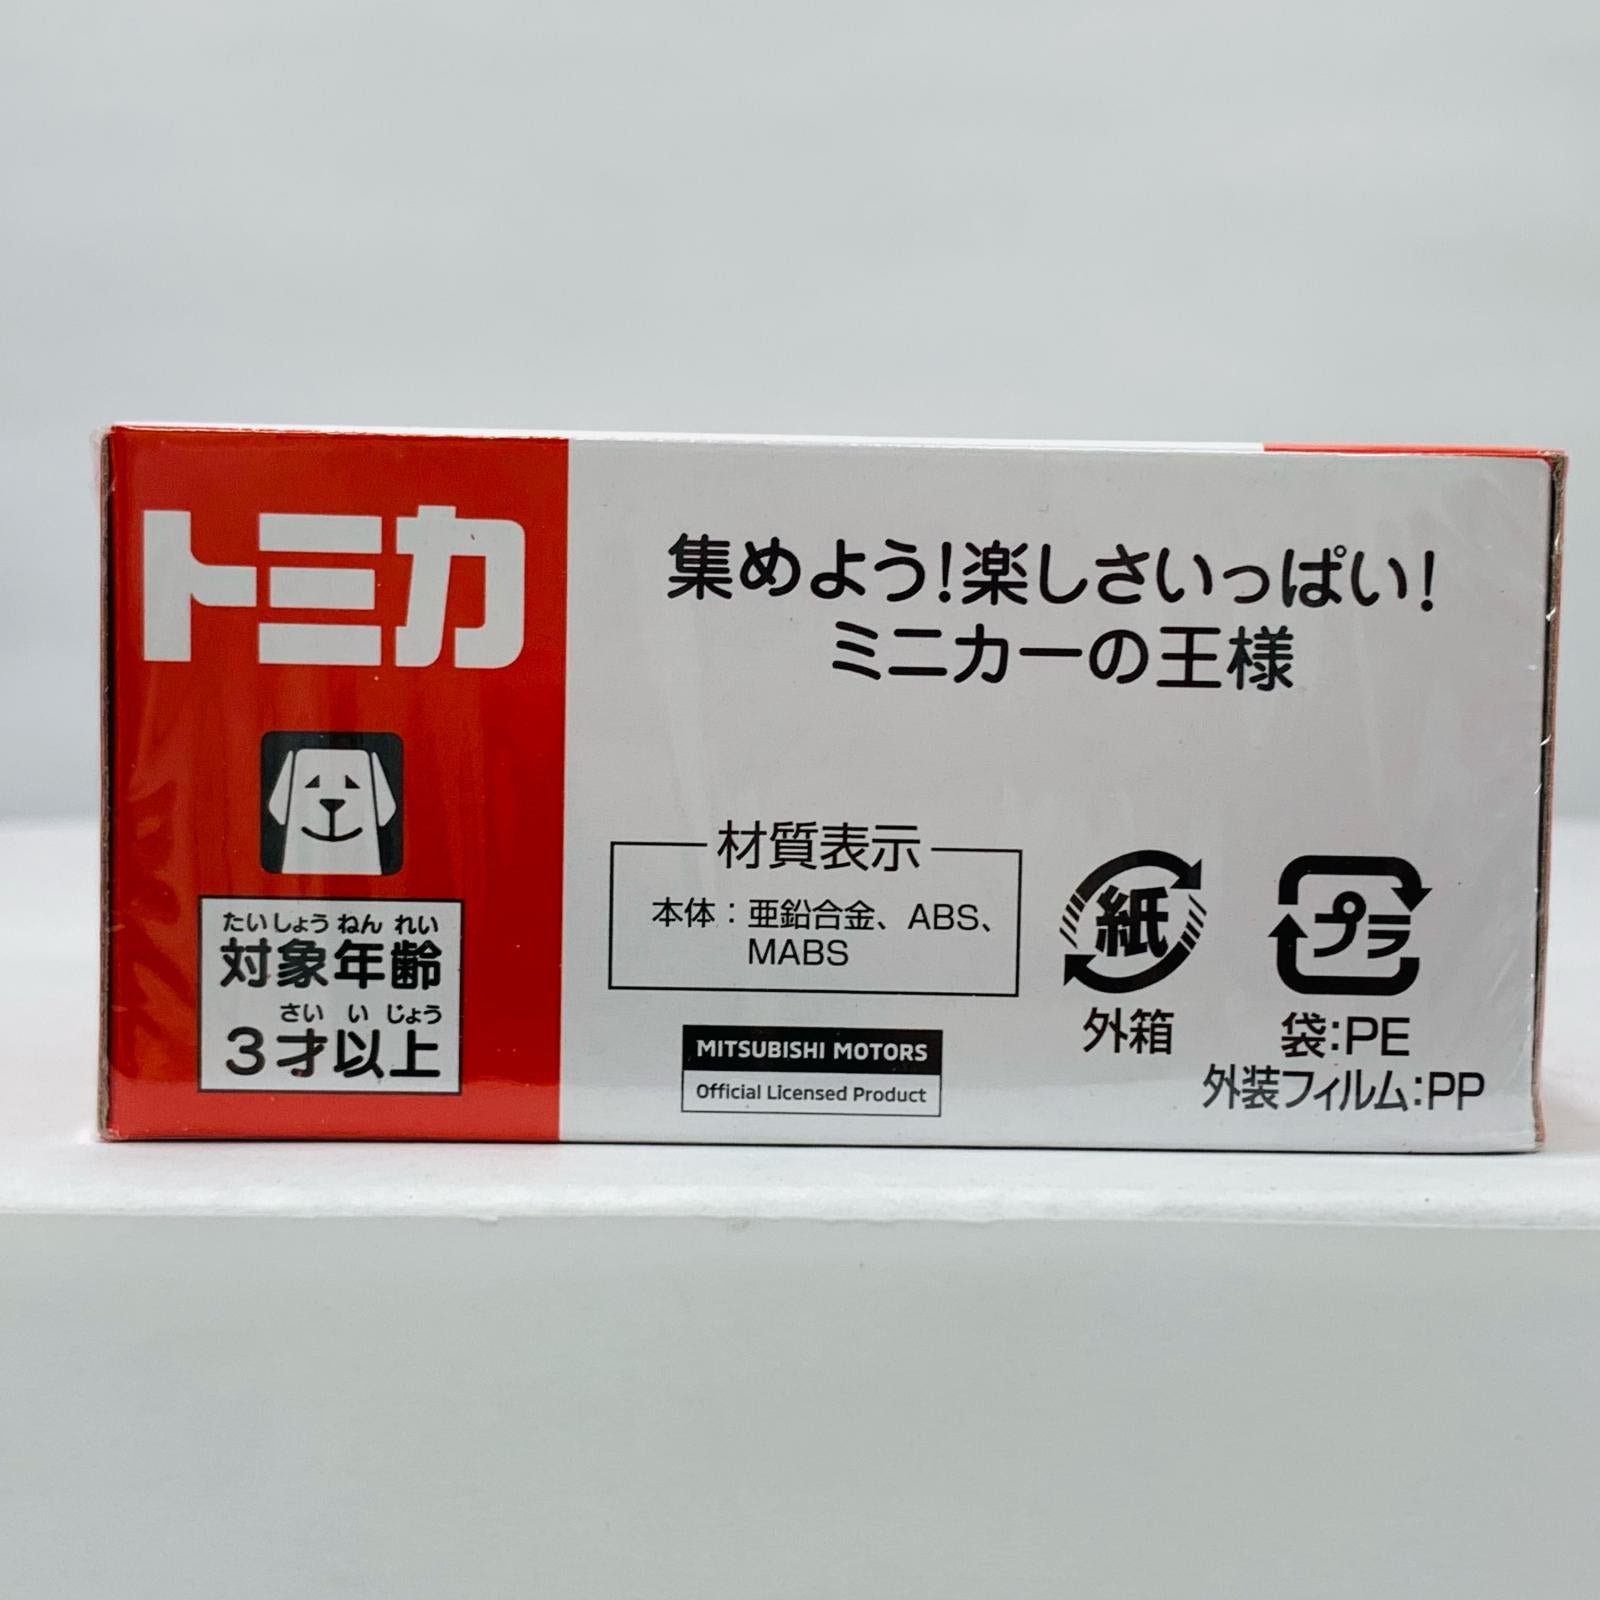 トミカ
たいしょう ねん れい
対象年齢
さい い じょう
3才以上
集めよう!楽しさいっぱい!
ミニカーの王様
材質表示
本体:亜鉛合金、ABS、
MABS
MITSUBISHI MOTORS
Official Licensed Product
紙
外箱
プラ
袋:PE
外装フィルム:PP